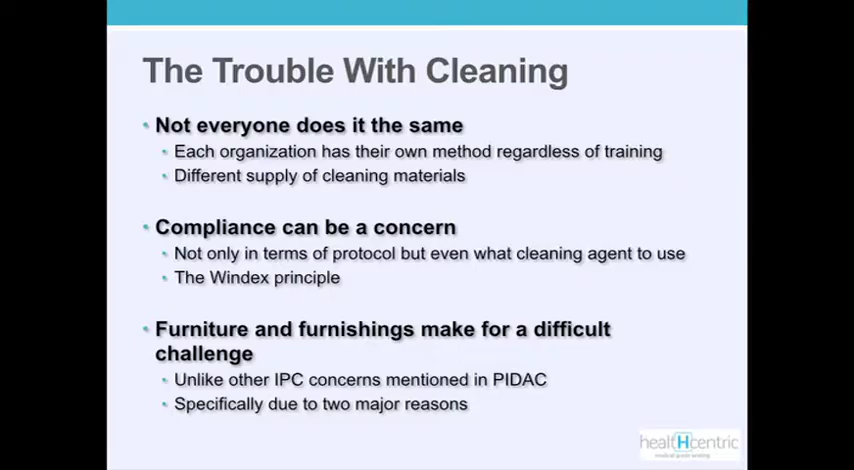 The Trouble With Cleaning
• Not everyone does it the same
• Each organization has their own method regardless of training
• Different supply of cleaning materials
• Compliance can be a concern
• Not only in terms of protocol but even what cleaning agent to use
• The Windex principle
• Furniture and furnishings make for a difficult
challenge
• Unlike other IPC concerns mentioned in PIDAC
• Specifically due to two major reasons
healtHcentric
medical grade seating